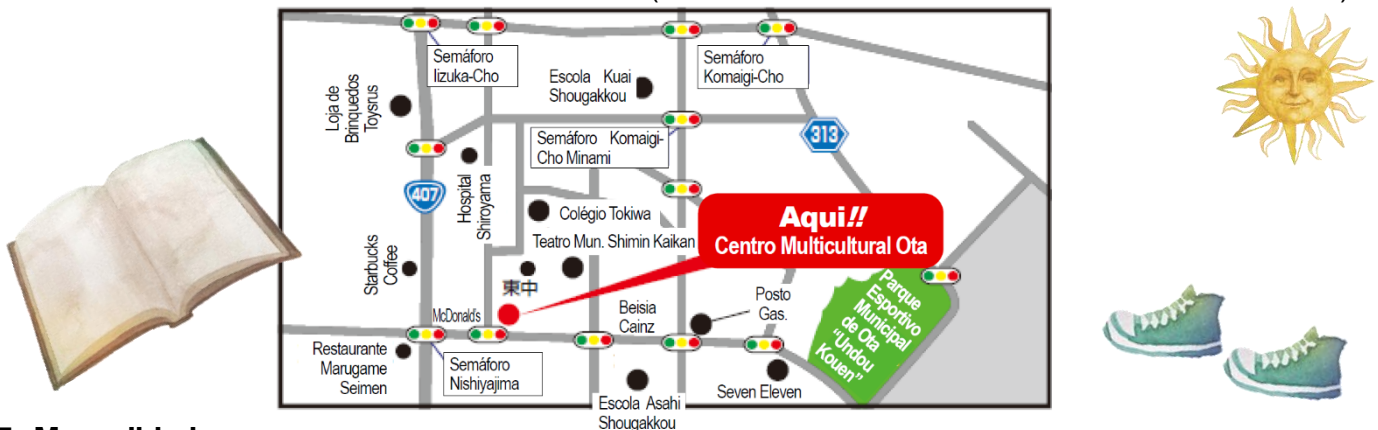 Semáforo
Iizuka-Cho
Semáforo
Komaigi-Cho
Escola Kuai
Shougakkou
Loja de
Brinquedos
Toysrus
Semáforo Komaigi-
Cho Minami
313
407
Hospital
Shiroyama
Colégio Tokiwa
Aqui!!
Centro Multicultural Ota
Teatro Mun. Shimin Kaikan
Starbucks
Coffee
東中
Parque
Esportivo
Municipal
de Ota
"Undou
Kouen"
McDonald's
Beisia
Cainz
Posto
Gas.
Restaurante
Marugame
Seimen
Semáforo
Nishiyajima
Seven Eleven
Escola Asahi
Shougakkou